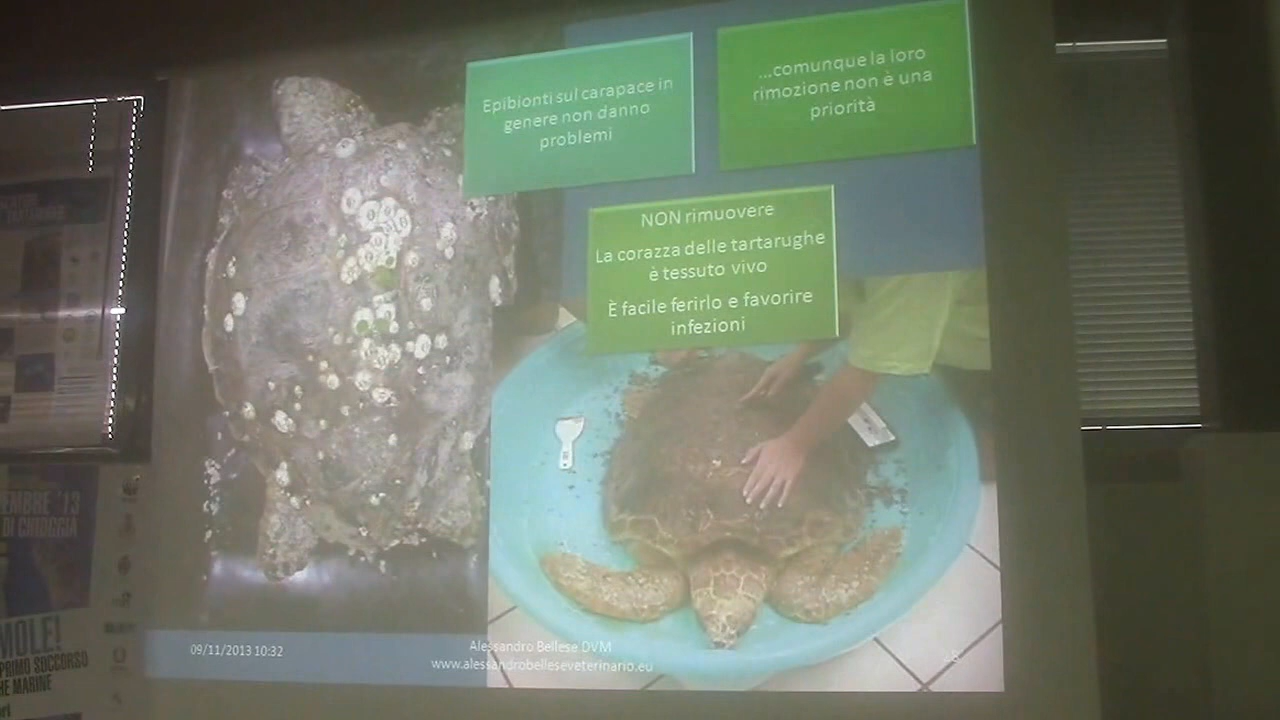 Epibionti sul carapace in
genere non danno
problemi
...comunque la loro
rimozione non è una
priorità
NON rimuovere
La corazza delle tartarughe
è tessuto vivo
È facile ferirlo e favorire
infezioni
09/11/2013 10:32
Alessandro Bellese DVM
www.alessandrobelleseveterinario.eu
EMBRE '13
DI CHIOGGIA
MOLE!
PRIMO SOCCORSO
HE MARINE